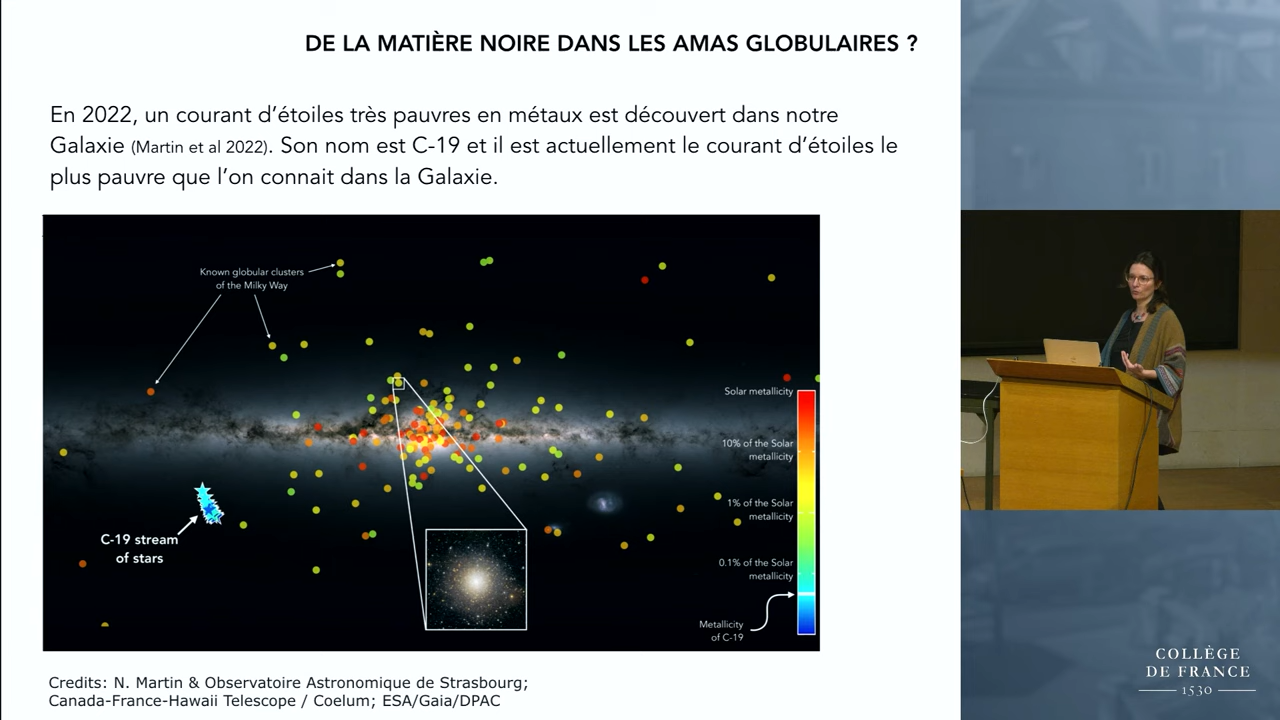 DE LA MATIÈRE NOIRE DANS LES AMAS GLOBULAIRES ?
En 2022, un courant d'étoiles très pauvres en métaux est découvert dans notre
Galaxie (Martin et al 2022). Son nom est C-19 et il est actuellement le courant d'étoiles le
plus pauvre que l'on connait dans la Galaxie.
Known globular clusters
of the Milky Way
Solar metallicity
10% of the Solar
metallicity
1% of the Solar
metallicity
0.1% of the Solar
metallicity
Metallicity
of C-19
C-19 stream
of stars
Credits: N. Martin & Observatoire Astronomique de Strasbourg;
Canada-France-Hawaii Telescope / Coelum; ESA/Gaia/DPAC
COLLÈGE
DE FRANCE
1530